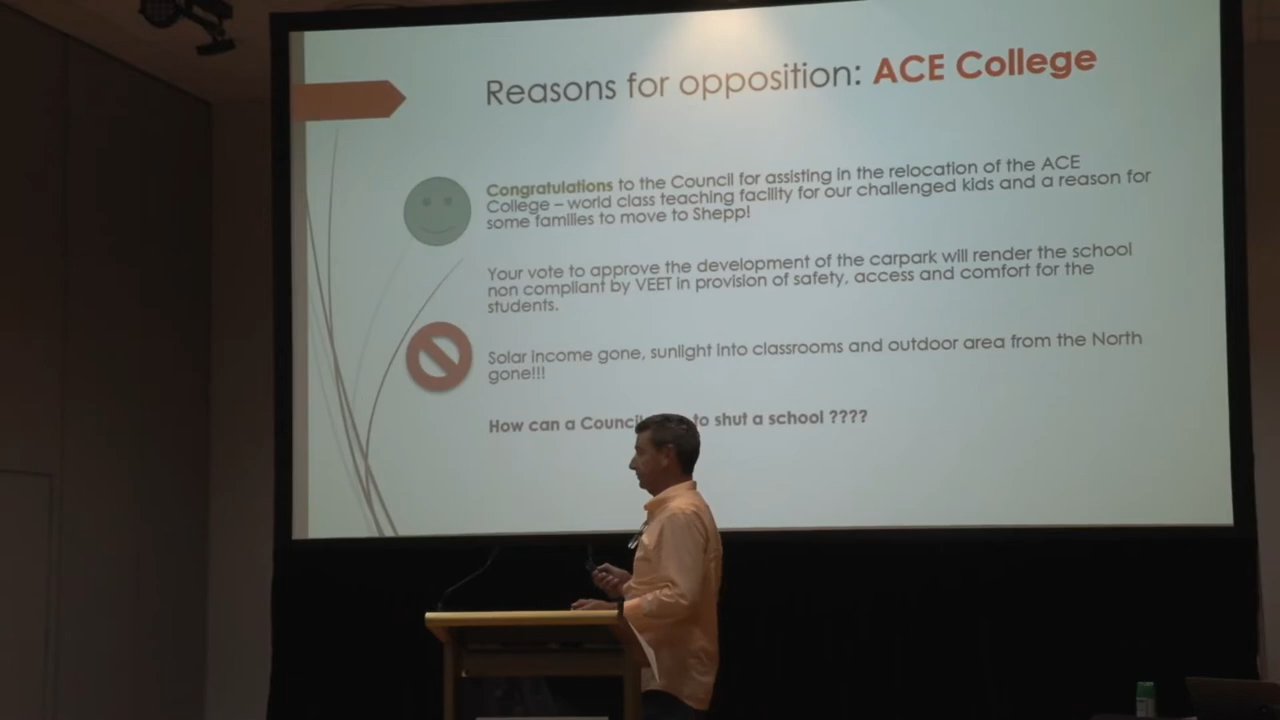 Reasons for opposition: ACE College
Congratulations to the Council for assisting in the relocation of the ACE
College – world class teaching facility for our challenged kids and a reason for
some families to move to Shepp!
Your vote to approve the development of the carpark will render the school
non compliant by VEET in provision of safety, access and comfort for the
students.
Solar income gone, sunlight into classrooms and outdoor area from the North
gone!!!
How can a Council to shut a school ????